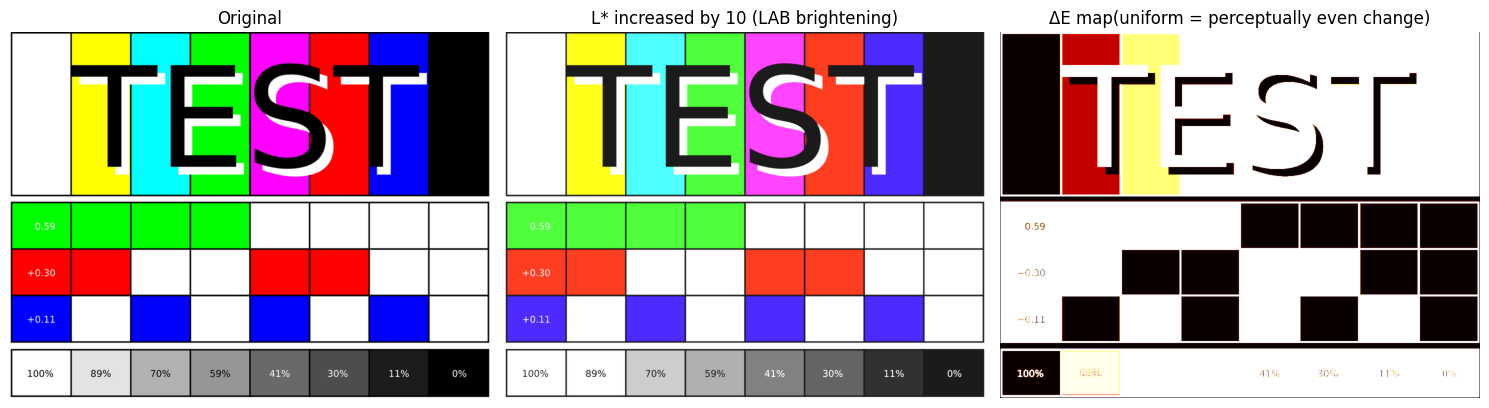 Original
L* increased by 10 (LAB brightening)
ΔE map(uniform = perceptually even change)
TEST
TEST
TEST
0.59
0.59
0.59
+0.30
+0.30
+0.30
+0.11
+0.11
+0.11
100% 89% 70% 59% 41% 30% 11% 0%
100% 89% 70% 59% 41% 30% 11% 0%
100% 41% 30% 11% 0%